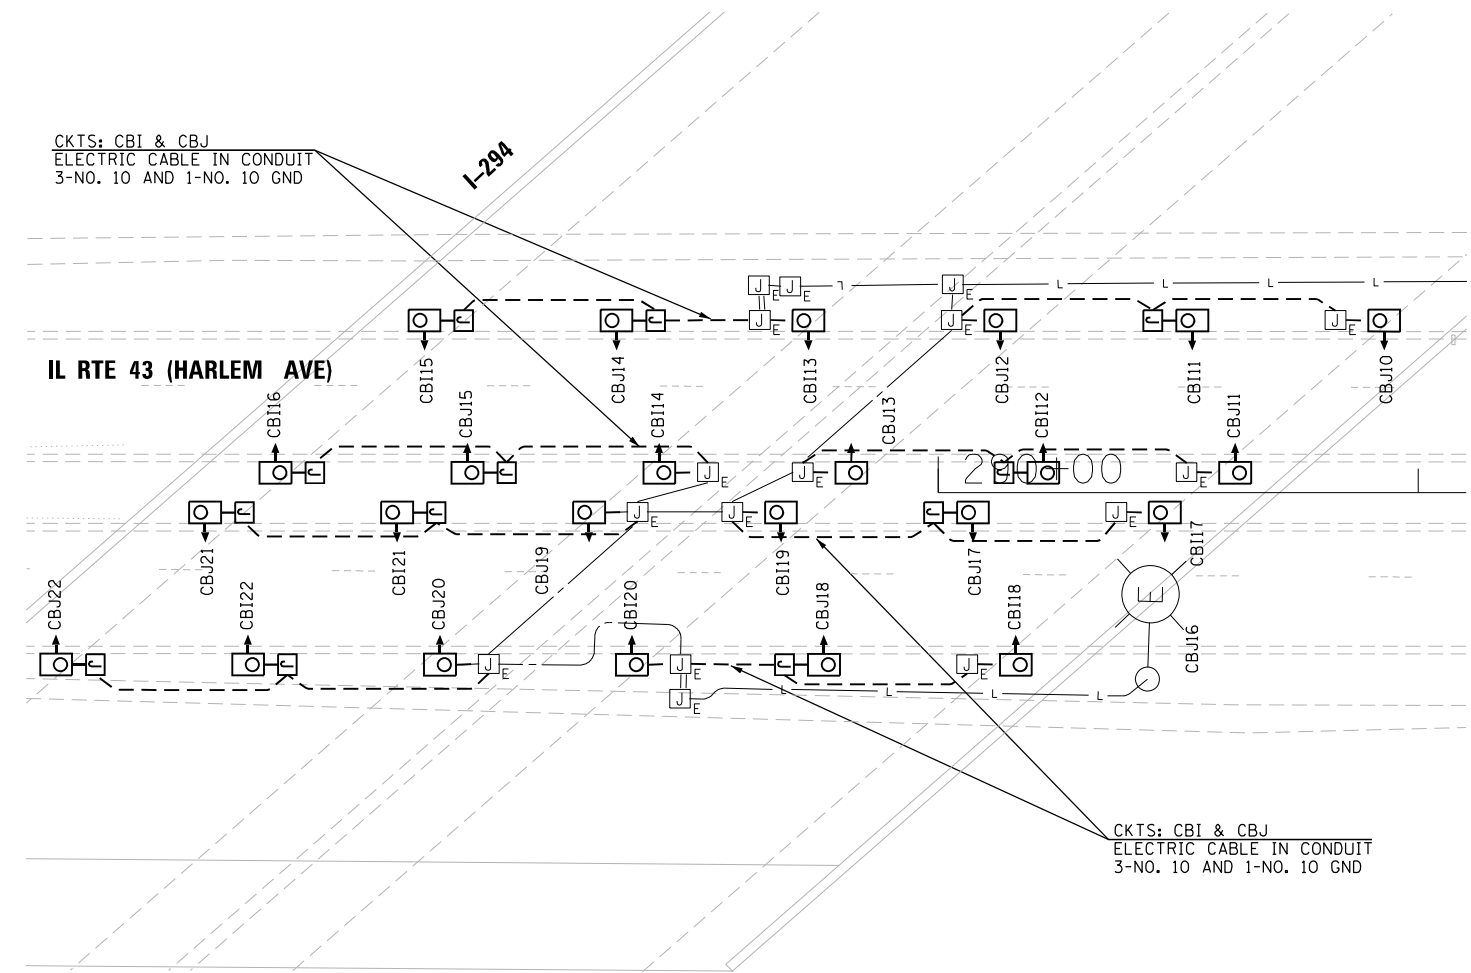 CKTS: CBI & CBJ
ELECTRIC CABLE IN CONDUIT
3-NO. 10 AND 1-NO. 10 GND
I-294
J J E J E
L L L L L
J J J E J E J J E
IL RTE 43 (HARLEM AVE)
CBI15 CBJ14 CBI13 CBJ12 CBI11 CBJ10
CBI16 CBJ15 CBI14 CBJ13 CBI12 CBJ11
J J J E J E J J E
290+00
J J J E J E J J E
CBJ21 CBI21 CBJ19 CBI19 CBJ17 CBI17
CBJ22 CBI22 CBJ20 CBI20 CBJ18 CBI18
E
CBJ16
J J J E J E J J E
J E L L L L
CKTS: CBI & CBJ
ELECTRIC CABLE IN CONDUIT
3-NO. 10 AND 1-NO. 10 GND